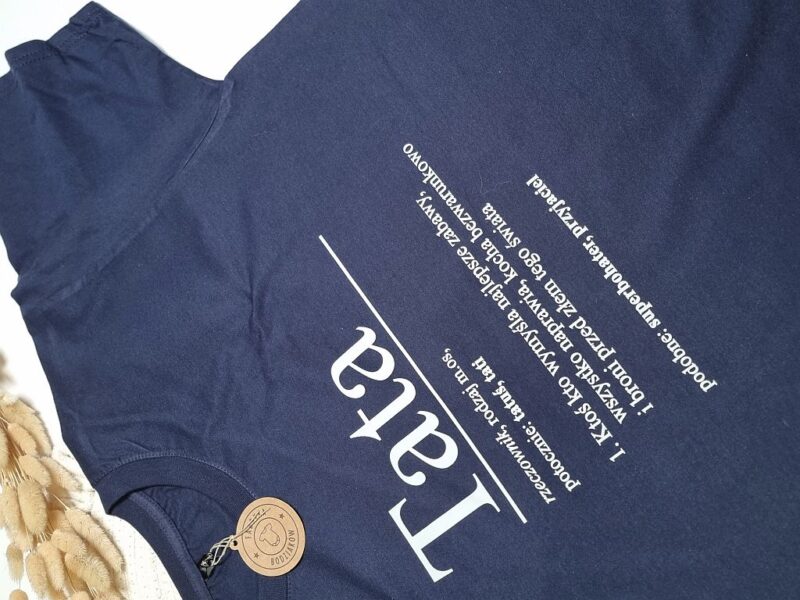 Tata
rzeczownik, rodzaj m.os,
potocznie: tatuś, tati
1. Ktoś kto wymyśla najlepsze zabawy,
wszystko naprawia, kocha bezwarunkowo
i broni przed złem tego świata
podobne: superbohater, przyjaciel
BODZIAKÓW